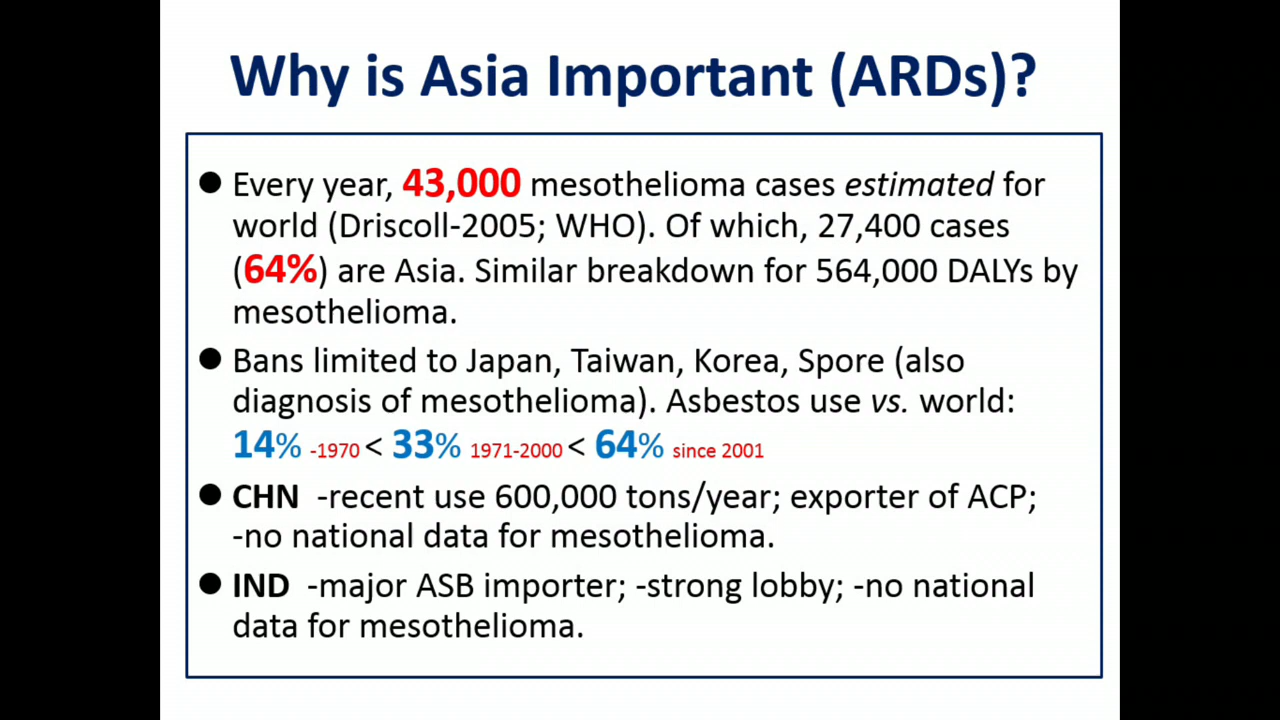 Why is Asia Important (ARDs)?
● Every year, 43,000 mesothelioma cases estimated for
world (Driscoll-2005; WHO). Of which, 27,400 cases
(64%) are Asia. Similar breakdown for 564,000 DALYs by
mesothelioma.
● Bans limited to Japan, Taiwan, Korea, Spore (also
diagnosis of mesothelioma). Asbestos use vs. world:
14% -1970 < 33% 1971-2000 < 64% since 2001
● CHN -recent use 600,000 tons/year; exporter of ACP;
-no national data for mesothelioma.
● IND -major ASB importer; -strong lobby; -no national
data for mesothelioma.